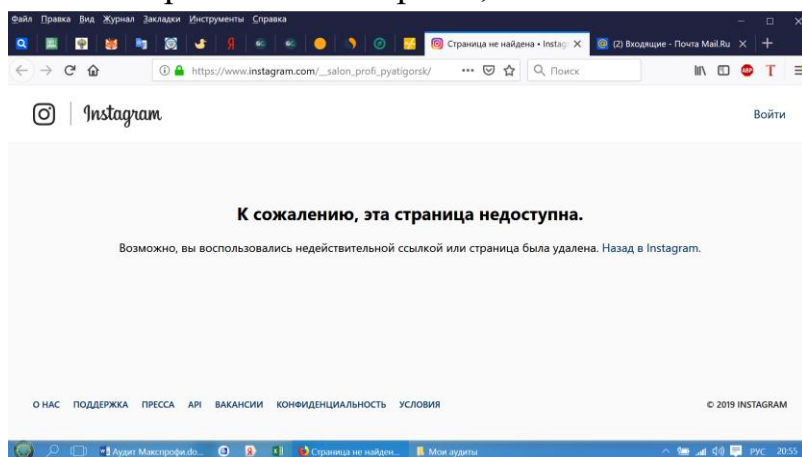 Файл Правка Вид Журнал Закладки Инструменты Справка
Страница не найдена • Instag
(2) Входящие - Почта Mail.Ru
https://www.instagram.com/__salon_profi_pyatigorsk/
Поиск
Instagram
Войти
К сожалению, эта страница недоступна.
Возможно, вы воспользовались недействительной ссылкой или страница была удалена. Назад в Instagram.
О НАС ПОДДЕРЖКА ПРЕССА API ВАКАНСИИ КОНФИДЕНЦИАЛЬНОСТЬ УСЛОВИЯ
© 2019 INSTAGRAM
Аудит Макспрофи.do... Страница не найден... Мои аудиты
РУС 20:55